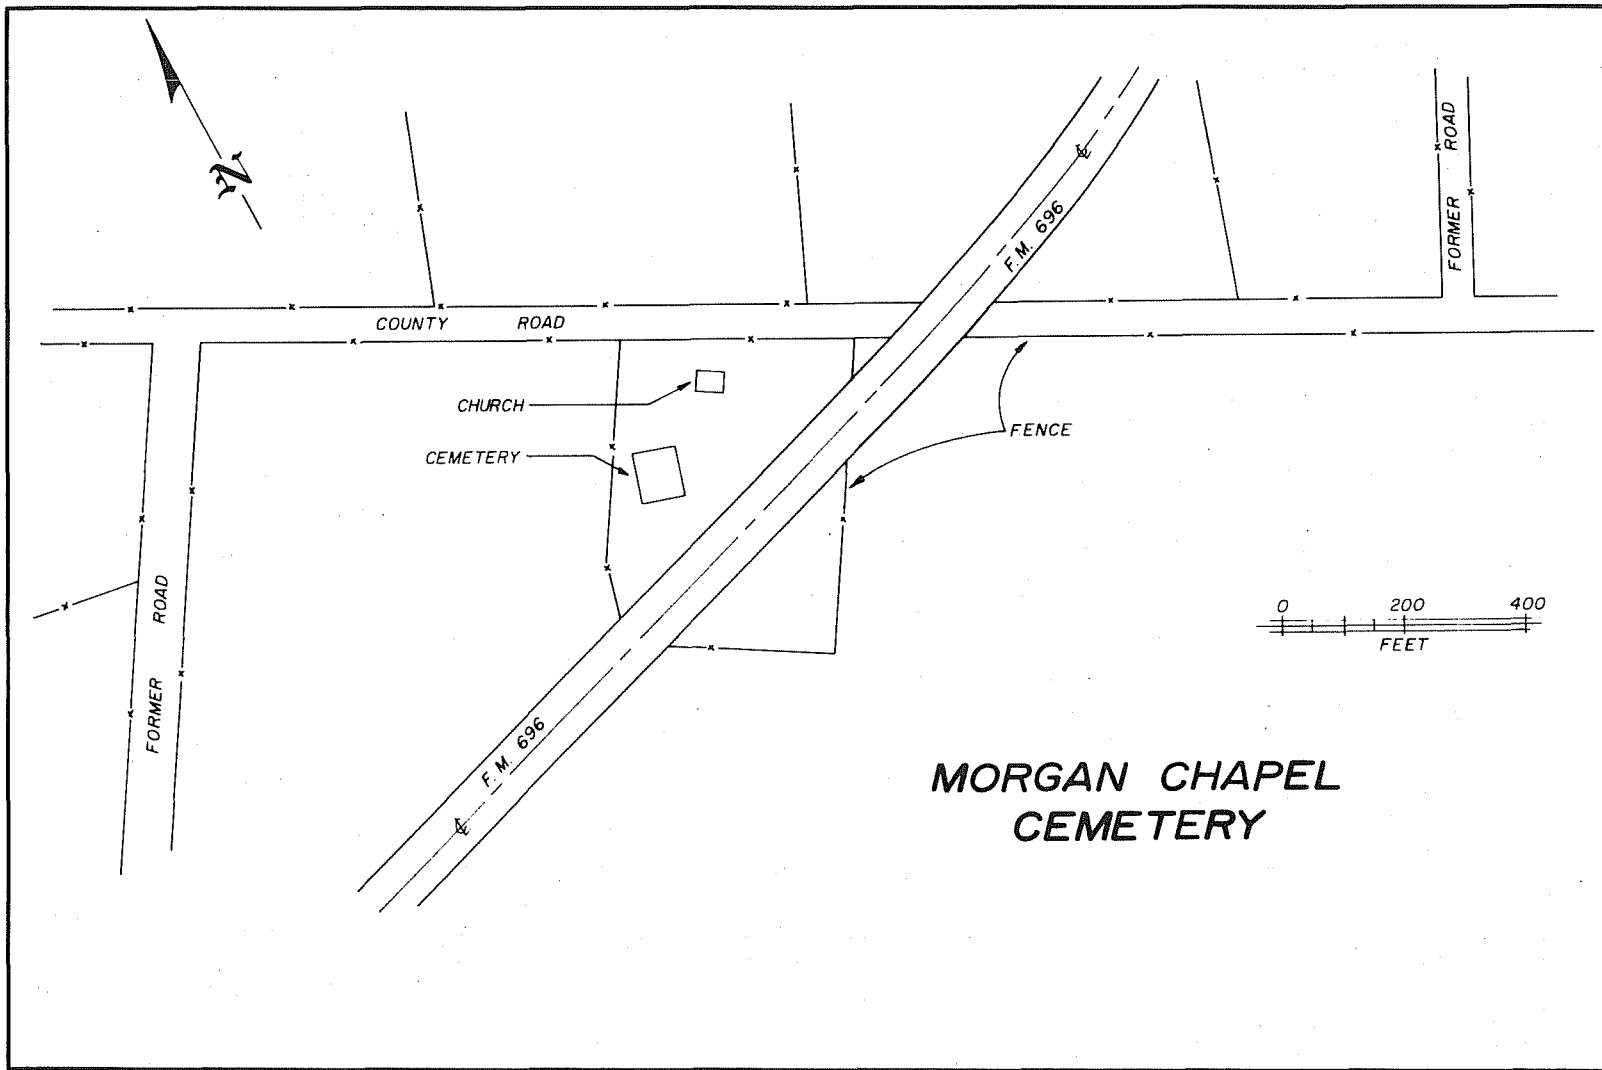 N
FORMER ROAD
F. M. 696
COUNTY ROAD
CHURCH
CEMETERY
FENCE
0 200 400
FEET
FORMER ROAD
F. M. 696
MORGAN CHAPEL
CEMETERY